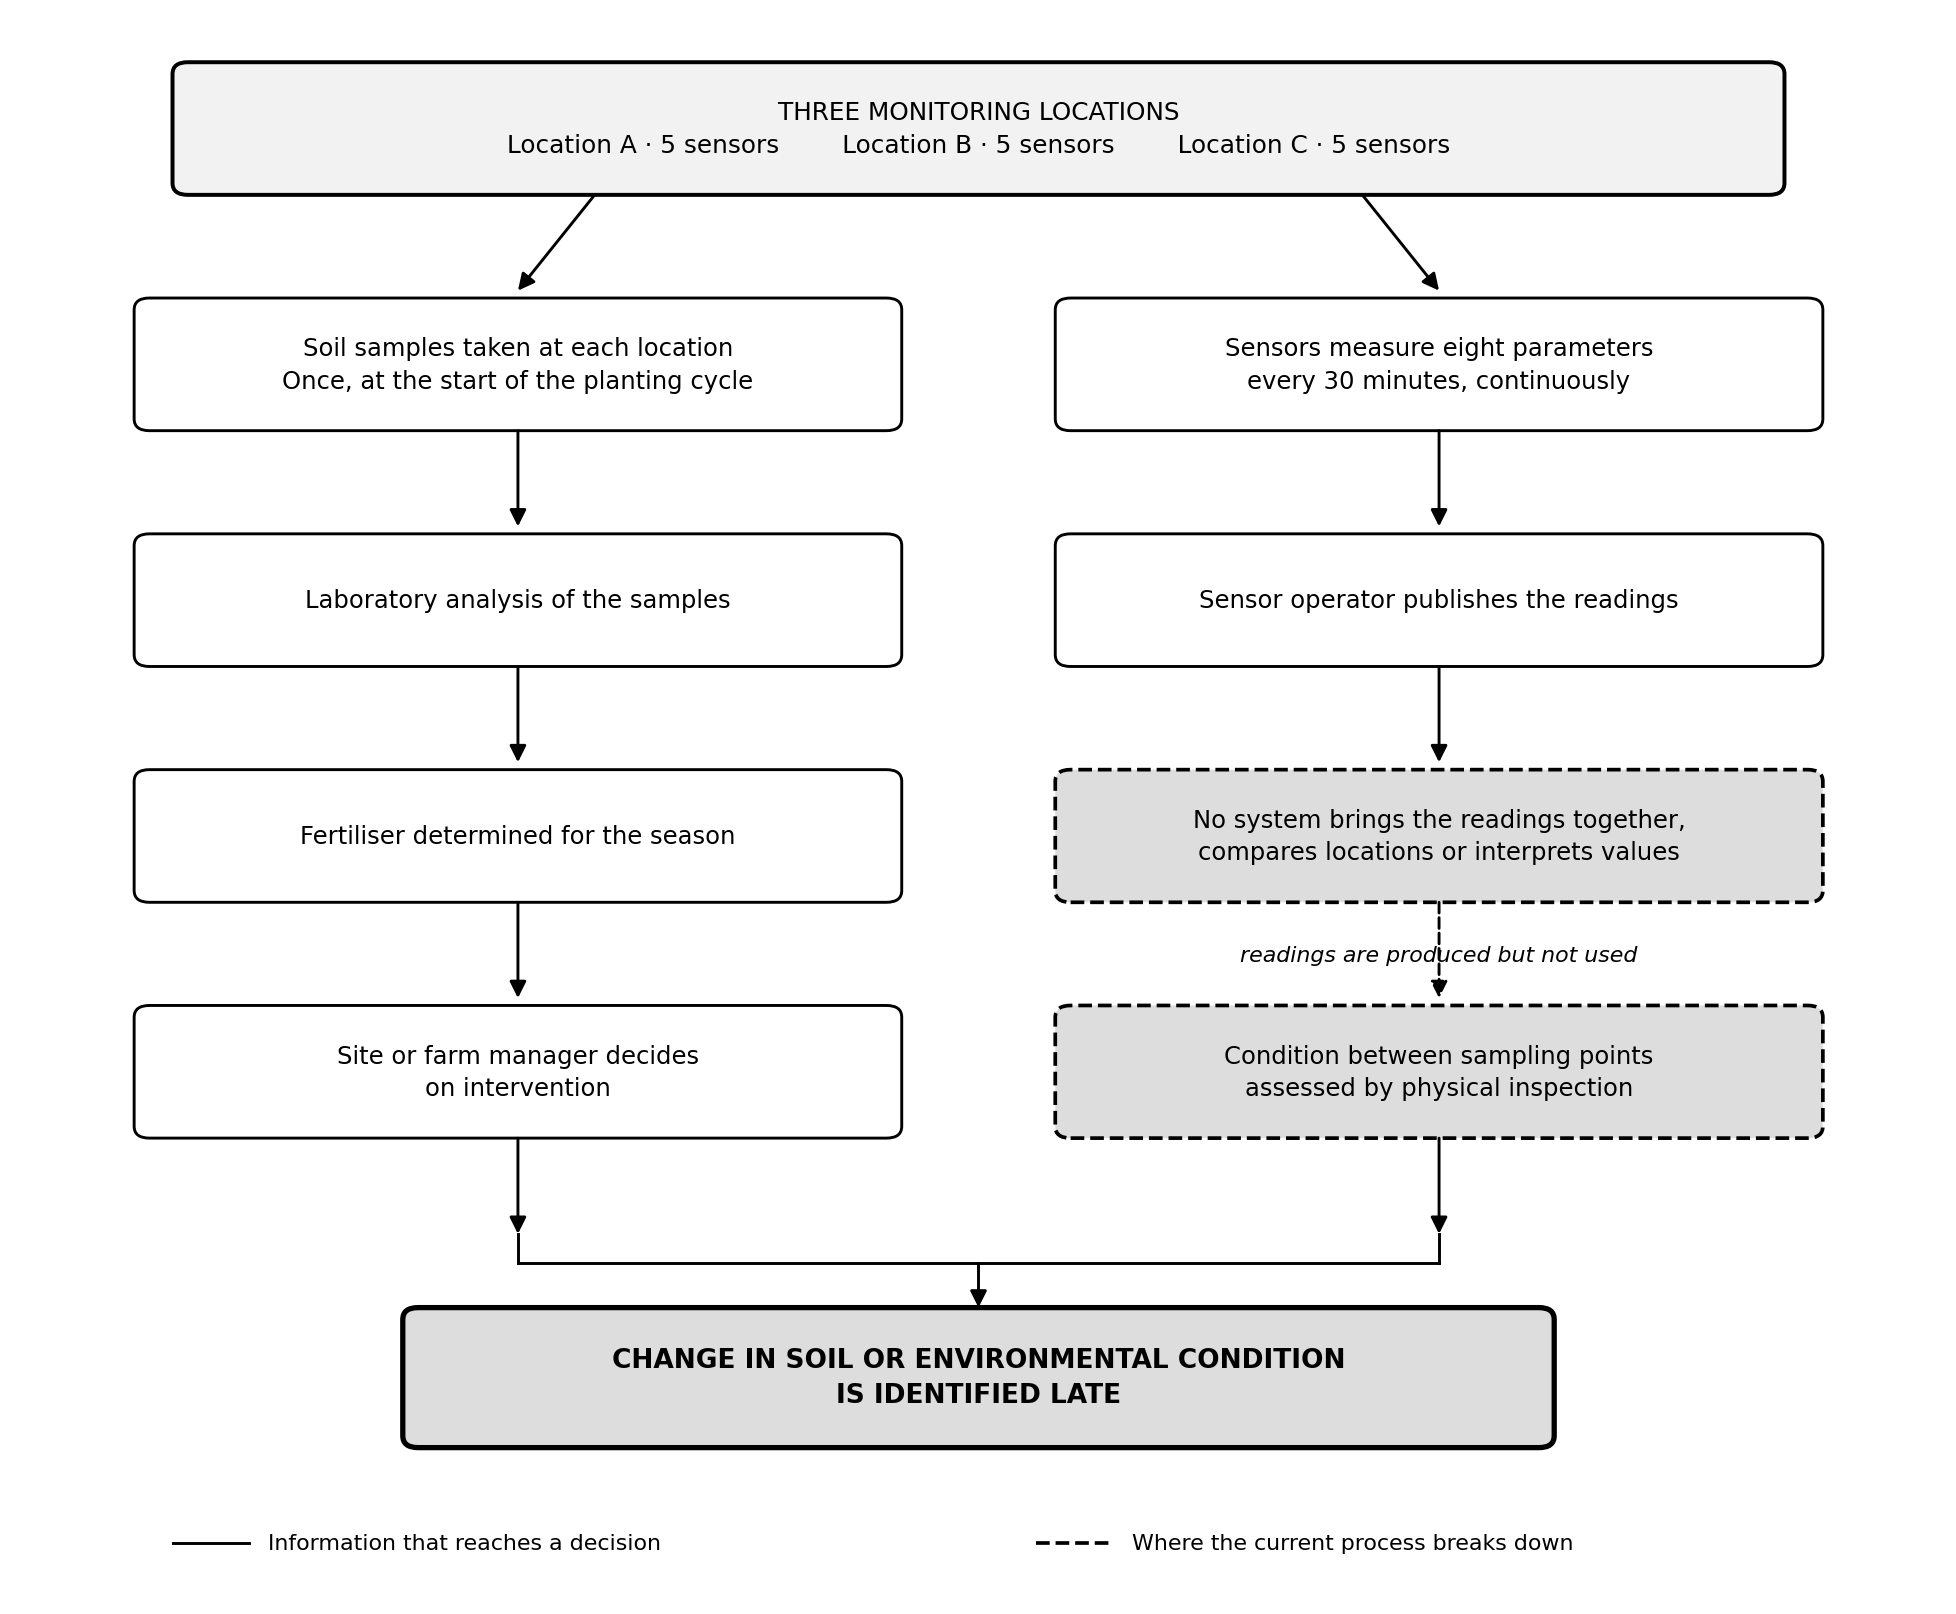 THREE MONITORING LOCATIONS
Location A · 5 sensors Location B · 5 sensors Location C · 5 sensors
Soil samples taken at each location
Once, at the start of the planting cycle
Sensors measure eight parameters
every 30 minutes, continuously
Laboratory analysis of the samples
Sensor operator publishes the readings
Fertiliser determined for the season
No system brings the readings together,
compares locations or interprets values
readings are produced but not used
Site or farm manager decides
on intervention
Condition between sampling points
assessed by physical inspection
CHANGE IN SOIL OR ENVIRONMENTAL CONDITION
IS IDENTIFIED LATE
Information that reaches a decision
Where the current process breaks down